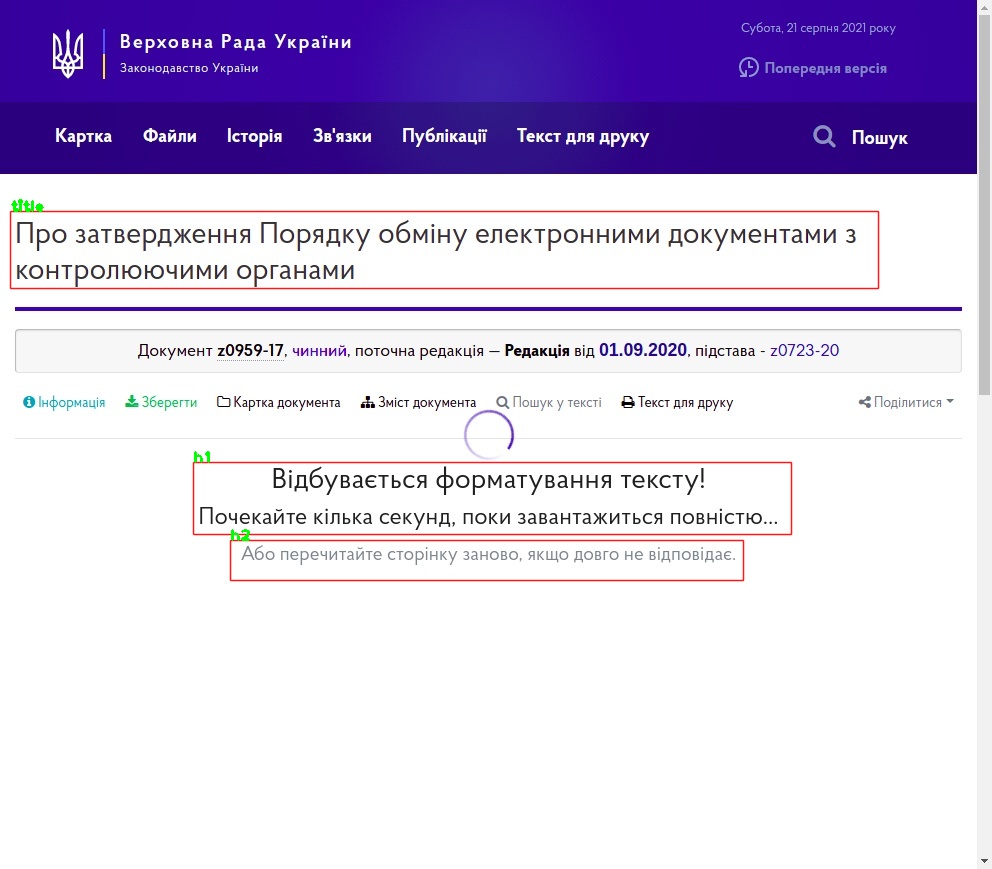 Верховна Рада України
Законодавство України
Субота, 21 серпня 2021 року
Попередня версія
Картка Файли Історія Зв'язки Публікації Текст для друку Пошук
title
Про затвердження Порядку обміну електронними документами з
контролюючими органами
Документ z0959-17, чинний, поточна редакція — Редакція від 01.09.2020, підстава - z0723-20
Інформація Зберегти Картка документа Зміст документа Пошук у тексті Текст для друку Поділитися
h1
Відбувається форматування тексту!
Почекайте кілька секунд, поки завантажиться повністю...
h2
Або перечитайте сторінку заново, якщо довго не відповідає.